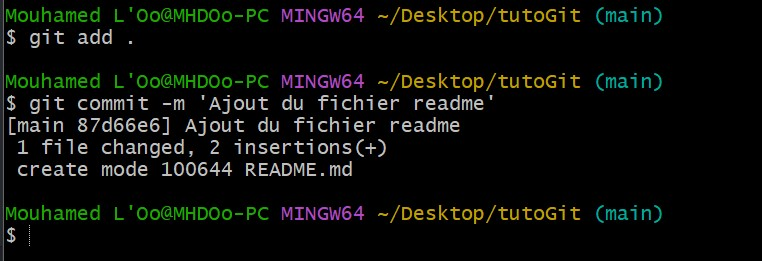 Mouhamed L'Oo@MHDOo-PC MINGW64 ~/Desktop/tutoGit (main)
$ git add .
Mouhamed L'Oo@MHDOo-PC MINGW64 ~/Desktop/tutoGit (main)
$ git commit -m 'Ajout du fichier readme'
[main 87d66e6] Ajout du fichier readme
 1 file changed, 2 insertions(+)
 create mode 100644 README.md
Mouhamed L'Oo@MHDOo-PC MINGW64 ~/Desktop/tutoGit (main)
$